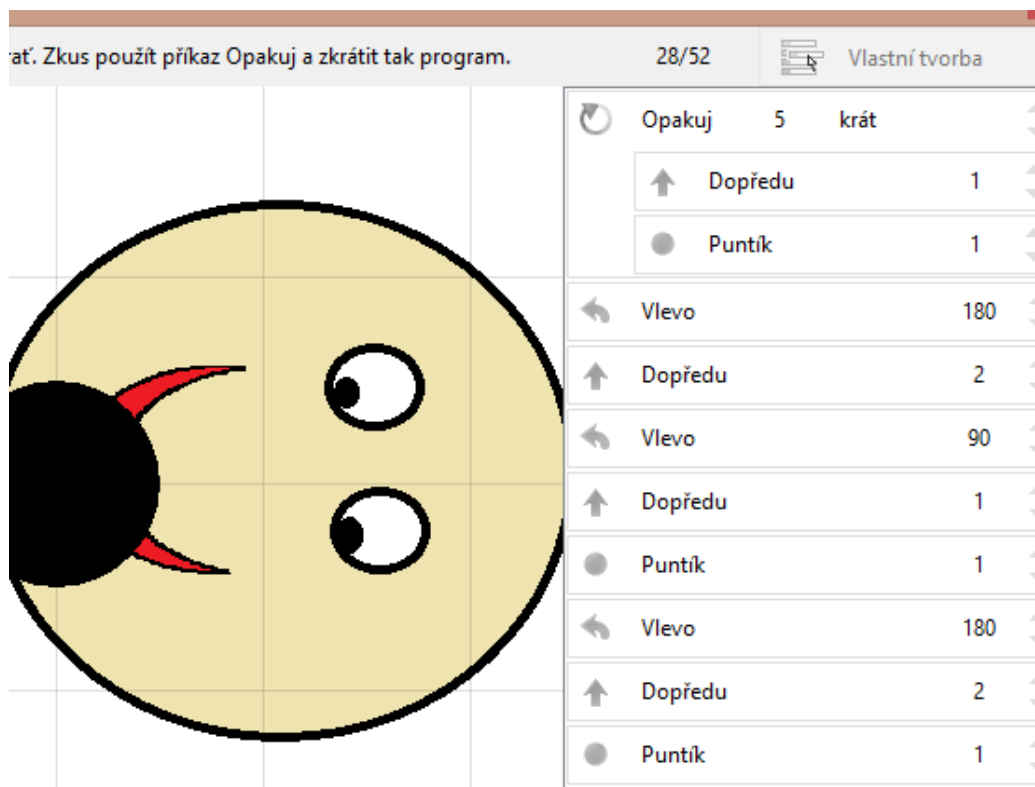 rať. Zkus použít příkaz Opakuj a zkrátit tak program. 28/52 Vlastní tvorba
Opakuj 5 krát
Dopředu 1
Puntík 1
Vlevo 180
Dopředu 2
Vlevo 90
Dopředu 1
Puntík 1
Vlevo 180
Dopředu 2
Puntík 1